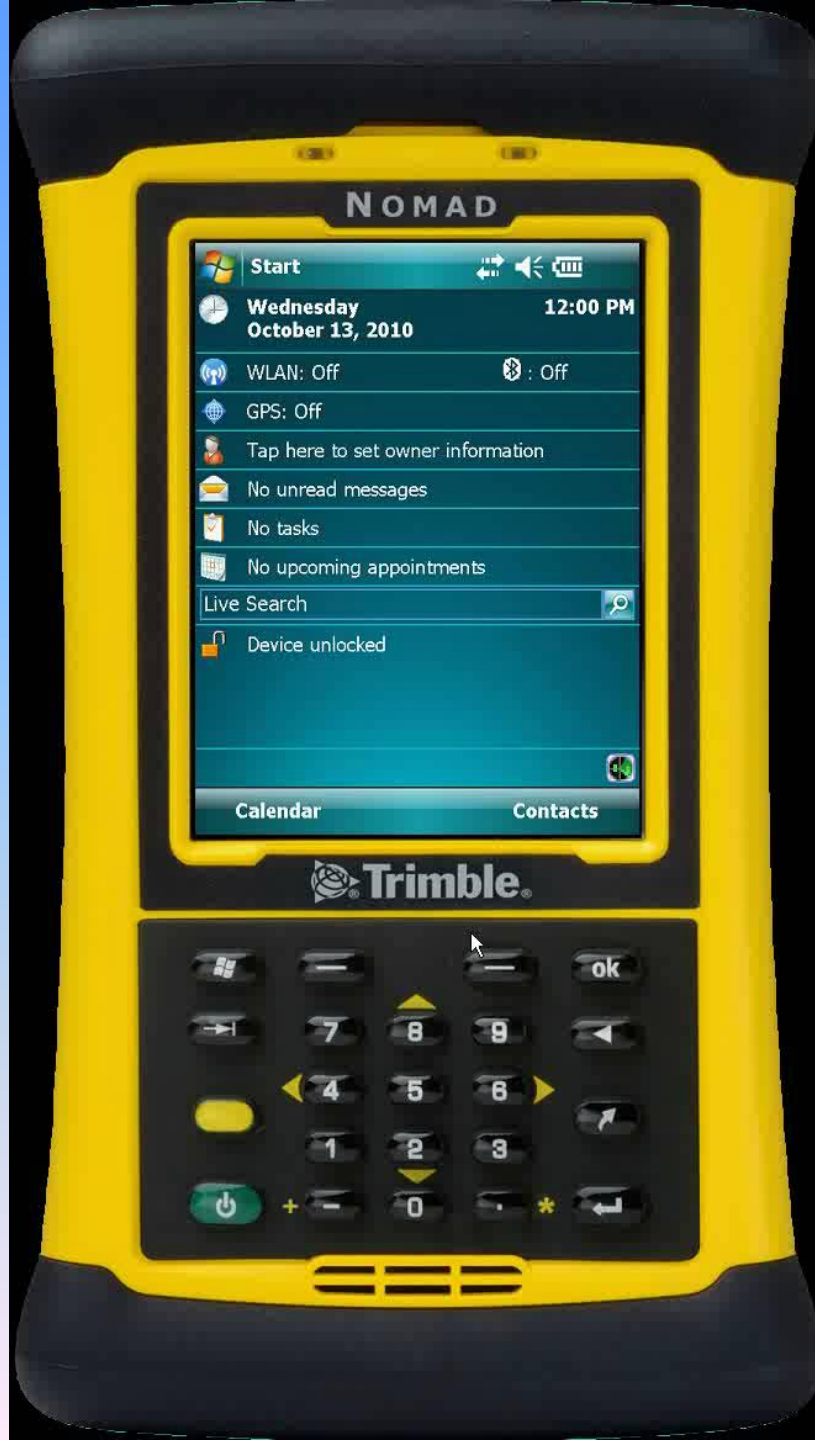 NOMAD
Start
Wednesday 12:00 PM
October 13, 2010
WLAN: Off : Off
GPS: Off
Tap here to set owner information
No unread messages
No tasks
No upcoming appointments
Live Search
Device unlocked
Calendar Contacts
Trimble
ok
7 8 9
4 5 6
1 2 3
+ - 0 . *